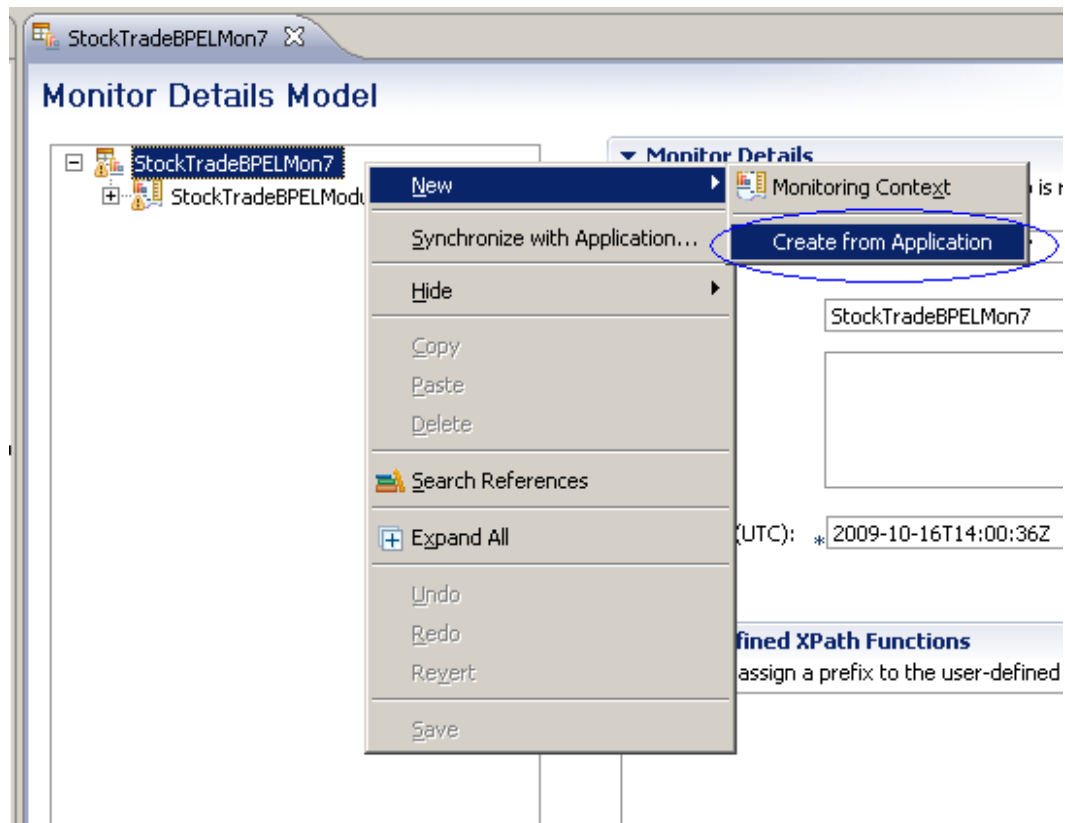 StockTradeBPELMon7
Monitor Details Model
StockTradeBPELMon7
Monitor Details
New
Monitoring Context
is
StockTradeBPELModu
Synchronize with Application...
Create from Application
Hide
StockTradeBPELMon7
Copy
Paste
Delete
Search References
Expand All
(UTC):
* 2009-10-16T14:00:36Z
Undo
Redo
fined XPath Functions
Revert
assign a prefix to the user-defined
Save